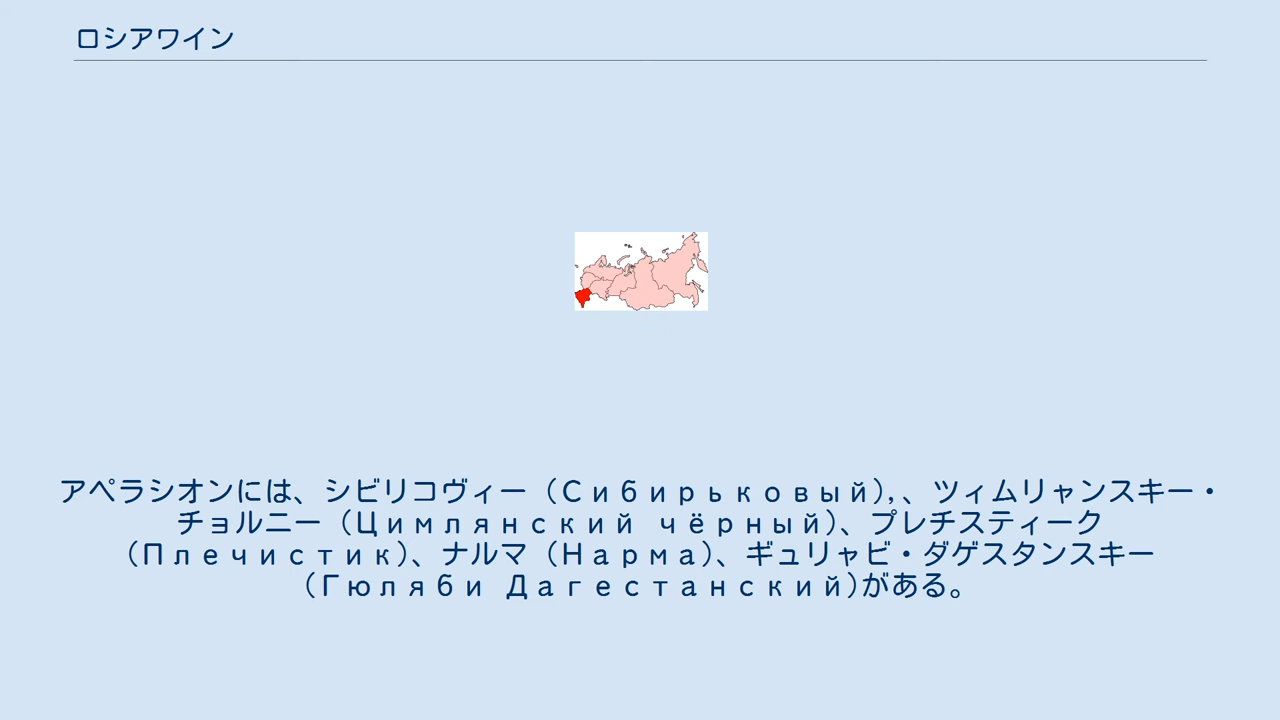 ロシアワイン
アペラシオンには、シビリコヴィー（Сибирьковый),、ツィムリャンスキー・
チョルニー（Цимлянский чёрный)、プレチスティーク
（Плечистик)、ナルマ（Нарма)、ギュリャビ・ダゲスタンスキー
（Гюляби Дагестанский)がある。